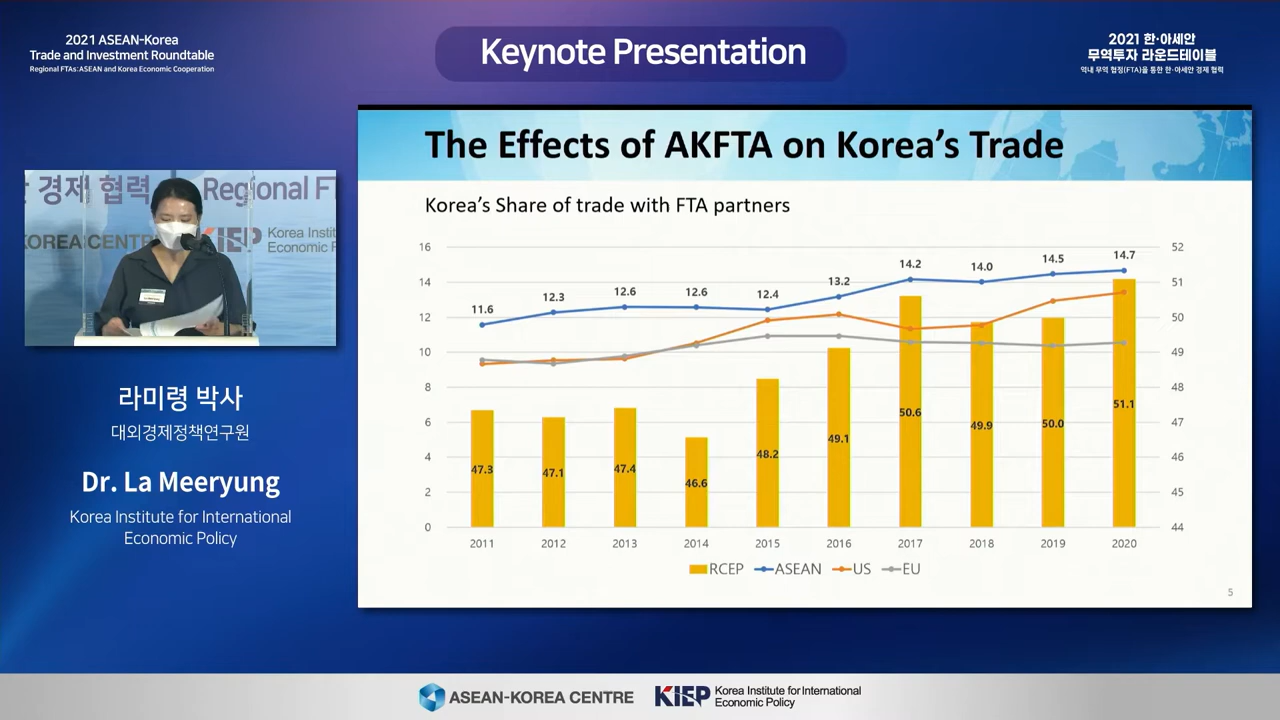 2021 ASEAN-Korea
Trade and Investment Roundtable
Regional FTAs: ASEAN and Korea Economic Cooperation
Keynote Presentation
2021 한·아세안
무역투자 라운드테이블
역내 무역 협정(FTA)을 통한 한·아세안 경제 협력
경제 협력 Regional F
KOREA CENTRE KIEP Korea Instit
Economic P
라미령 박사
대외경제정책연구원
Dr. La Meeryung
Korea Institute for International
Economic Policy
The Effects of AKFTA on Korea's Trade
Korea's Share of trade with FTA partners
16 52
14 51
12 50
10 49
8 48
6 47
4 46
2 45
0 44
11.6 12.3 12.6 12.6 12.4 13.2 14.2 14.0 14.5 14.7
47.3 47.1 47.4 46.6 48.2 49.1 50.6 49.9 50.0 51.1
2011 2012 2013 2014 2015 2016 2017 2018 2019 2020
RCEP ASEAN US EU
5
ASEAN-KOREA CENTRE KIEP Korea Institute for International
Economic Policy